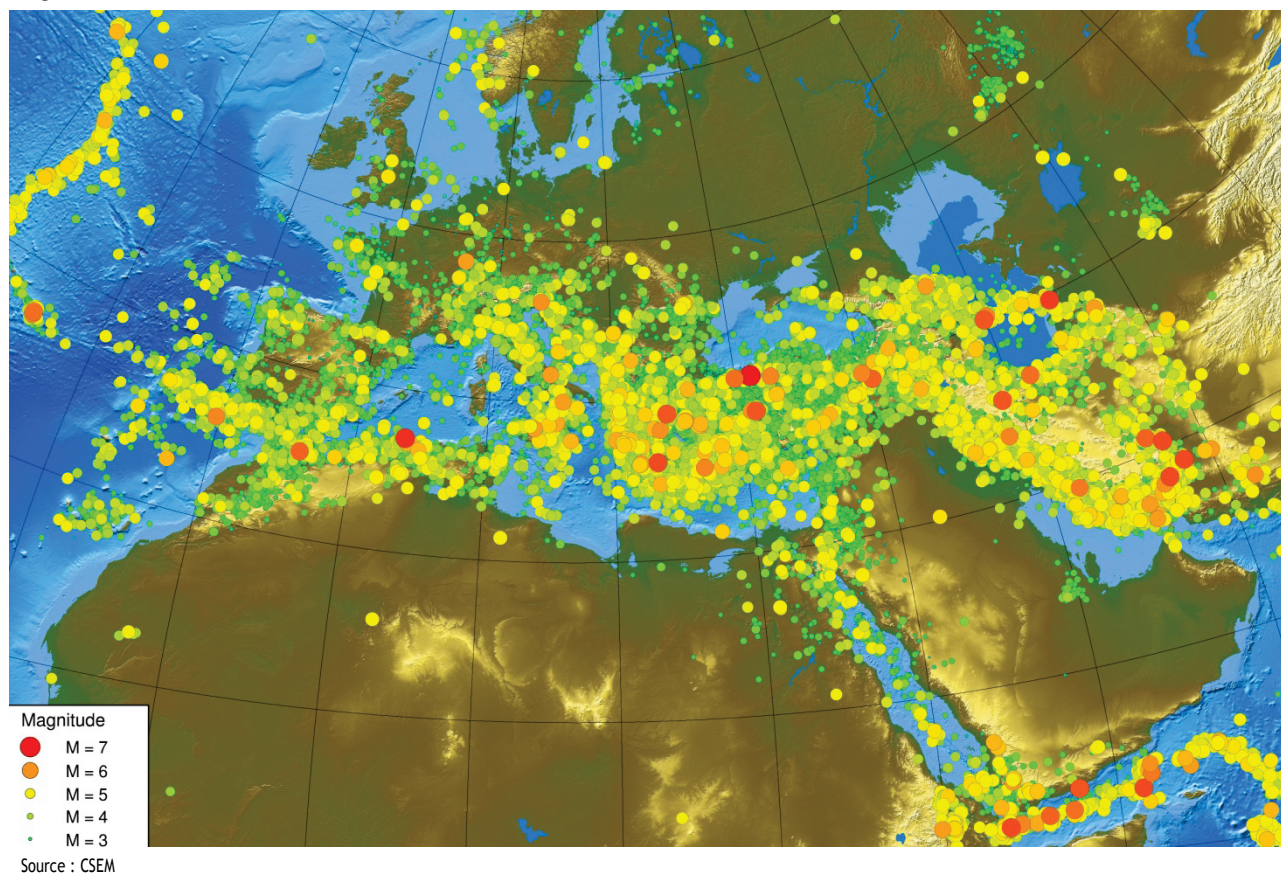 Magnitude
M = 7
M = 6
M = 5
M = 4
M = 3
Source : CSEM